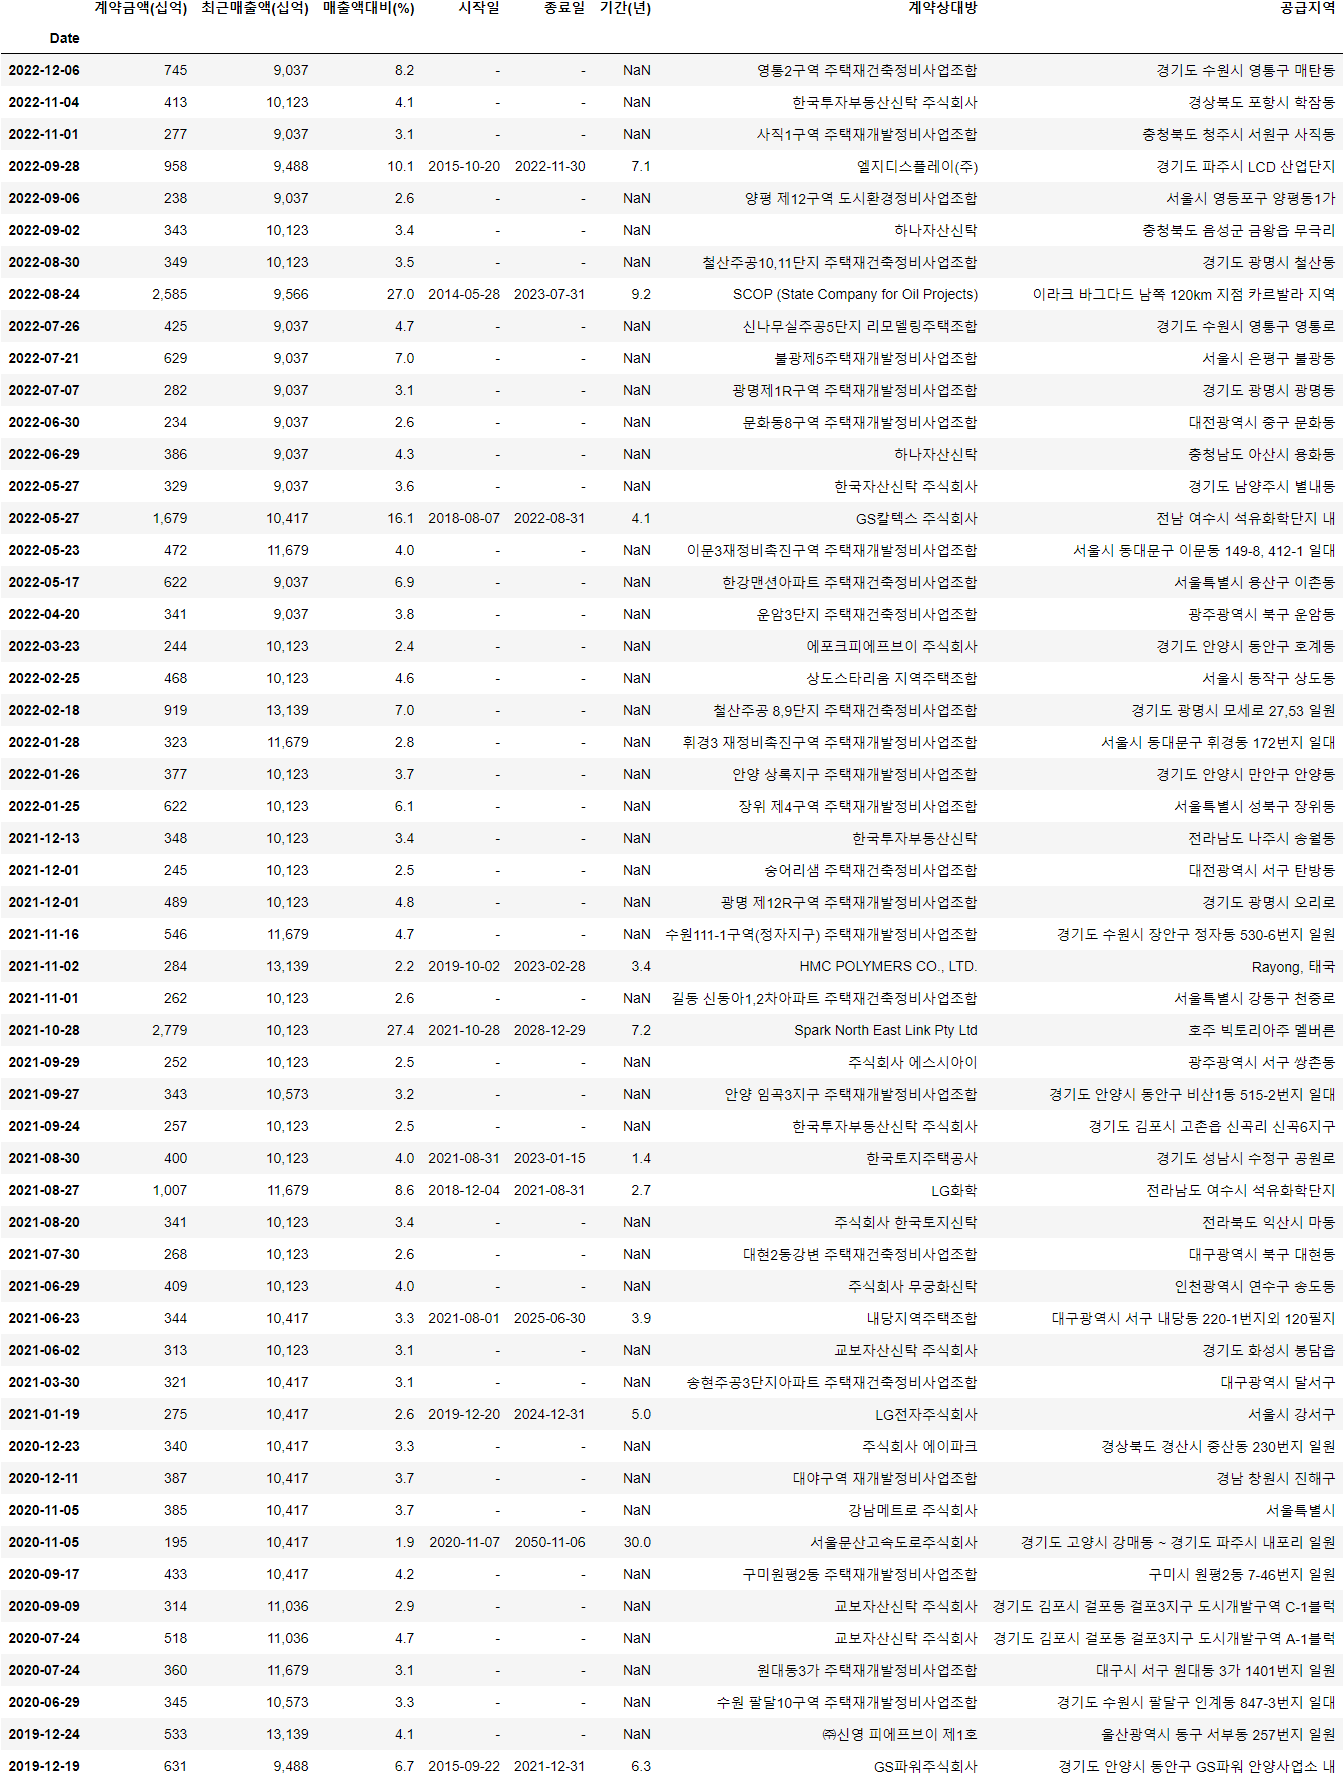 계약금액(십억) 최근매출액(십억) 매출액대비(%) 시작일 종료일 기간(년) 계약상대방 공급지역
Date
2022-12-06 745 9,037 8.2 - - NaN 영통2구역 주택재건축정비사업조합 경기도 수원시 영통구 매탄동
2022-11-04 413 10,123 4.1 - - NaN 한국투자부동산신탁 주식회사 경상북도 포항시 학잠동
2022-11-01 277 9,037 3.1 - - NaN 사직1구역 주택재개발정비사업조합 충청북도 청주시 서원구 사직동
2022-09-28 958 9,488 10.1 2015-10-20 2022-11-30 7.1 엘지디스플레이(주) 경기도 파주시 LCD 산업단지
2022-09-06 238 9,037 2.6 - - NaN 양평 제12구역 도시환경정비사업조합 서울시 영등포구 양평동1가
2022-09-02 343 10,123 3.4 - - NaN 하나자산신탁 충청북도 음성군 금왕읍 무극리
2022-08-30 349 10,123 3.5 - - NaN 철산주공10,11단지 주택재건축정비사업조합 경기도 광명시 철산동
2022-08-24 2,585 9,566 27.0 2014-05-28 2023-07-31 9.2 SCOP (State Company for Oil Projects) 이라크 바그다드 남쪽 120km 지점 카르발라 지역
2022-07-26 425 9,037 4.7 - - NaN 신나무실주공5단지 리모델링주택조합 경기도 수원시 영통구 영통로
2022-07-21 629 9,037 7.0 - - NaN 불광제5주택재개발정비사업조합 서울시 은평구 불광동
2022-07-07 282 9,037 3.1 - - NaN 광명제1R구역 주택재개발정비사업조합 경기도 광명시 광명동
2022-06-30 234 9,037 2.6 - - NaN 문화동8구역 주택재개발정비사업조합 대전광역시 중구 문화동
2022-06-29 386 9,037 4.3 - - NaN 하나자산신탁 충청남도 아산시 용화동
2022-05-27 329 9,037 3.6 - - NaN 한국자산신탁 주식회사 경기도 남양주시 별내동
2022-05-27 1,679 10,417 16.1 2018-08-07 2022-08-31 4.1 GS칼텍스 주식회사 전남 여수시 석유화학단지 내
2022-05-23 472 11,679 4.0 - - NaN 이문3재정비촉진구역 주택재개발정비사업조합 서울시 동대문구 이문동 149-8, 412-1 일대
2022-05-17 622 9,037 6.9 - - NaN 한강맨션아파트 주택재건축정비사업조합 서울특별시 용산구 이촌동
2022-04-20 341 9,037 3.8 - - NaN 운암3단지 주택재건축정비사업조합 광주광역시 북구 운암동
2022-03-23 244 10,123 2.4 - - NaN 에포크피에프브이 주식회사 경기도 안양시 동안구 호계동
2022-02-25 468 10,123 4.6 - - NaN 상도스타리움 지역주택조합 서울시 동작구 상도동
2022-02-18 919 13,139 7.0 - - NaN 철산주공 8,9단지 주택재건축정비사업조합 경기도 광명시 모세로 27,53 일원
2022-01-28 323 11,679 2.8 - - NaN 휘경3 재정비촉진구역 주택재개발정비사업조합 서울시 동대문구 휘경동 172번지 일대
2022-01-26 377 10,123 3.7 - - NaN 안양 상록지구 주택재개발정비사업조합 경기도 안양시 만안구 안양동
2022-01-25 622 10,123 6.1 - - NaN 장위 제4구역 주택재개발정비사업조합 서울특별시 성북구 장위동
2021-12-13 348 10,123 3.4 - - NaN 한국투자부동산신탁 전라남도 나주시 송월동
2021-12-01 245 10,123 2.5 - - NaN 숭어리샘 주택재건축정비사업조합 대전광역시 서구 탄방동
2021-12-01 489 10,123 4.8 - - NaN 광명 제12R구역 주택재개발정비사업조합 경기도 광명시 오리로
2021-11-16 546 11,679 4.7 - - NaN 수원111-1구역(정자지구) 주택재개발정비사업조합 경기도 수원시 장안구 정자동 530-6번지 일원
2021-11-02 284 13,139 2.2 2019-10-02 2023-02-28 3.4 HMC POLYMERS CO., LTD. Rayong, 태국
2021-11-01 262 10,123 2.6 - - NaN 길동 신동아1,2차아파트 주택재건축정비사업조합 서울특별시 강동구 천중로
2021-10-28 2,779 10,123 27.4 2021-10-28 2028-12-29 7.2 Spark North East Link Pty Ltd 호주 빅토리아주 멜버른
2021-09-29 252 10,123 2.5 - - NaN 주식회사 에스시아이 광주광역시 서구 쌍촌동
2021-09-27 343 10,573 3.2 - - NaN 안양 임곡3지구 주택재개발정비사업조합 경기도 안양시 동안구 비산1동 515-2번지 일대
2021-09-24 257 10,123 2.5 - - NaN 한국투자부동산신탁 주식회사 경기도 김포시 고촌읍 신곡리 신곡6지구
2021-08-30 400 10,123 4.0 2021-08-31 2023-01-15 1.4 한국토지주택공사 경기도 성남시 수정구 공원로
2021-08-27 1,007 11,679 8.6 2018-12-04 2021-08-31 2.7 LG화학 전라남도 여수시 석유화학단지
2021-08-20 341 10,123 3.4 - - NaN 주식회사 한국토지신탁 전라북도 익산시 마동
2021-07-30 268 10,123 2.6 - - NaN 대현2동강변 주택재건축정비사업조합 대구광역시 북구 대현동
2021-06-29 409 10,123 4.0 - - NaN 주식회사 무궁화신탁 인천광역시 연수구 송도동
2021-06-23 344 10,417 3.3 2021-08-01 2025-06-30 3.9 내당지역주택조합 대구광역시 서구 내당동 220-1번지외 120필지
2021-06-02 313 10,123 3.1 - - NaN 교보자산신탁 주식회사 경기도 화성시 봉담읍
2021-03-30 321 10,417 3.1 - - NaN 송현주공3단지아파트 주택재건축정비사업조합 대구광역시 달서구
2021-01-19 275 10,417 2.6 2019-12-20 2024-12-31 5.0 LG전자주식회사 서울시 강서구
2020-12-23 340 10,417 3.3 - - NaN 주식회사 에이파크 경상북도 경산시 중산동 230번지 일원
2020-12-11 387 10,417 3.7 - - NaN 대야구역 재개발정비사업조합 경남 창원시 진해구
2020-11-05 385 10,417 3.7 - - NaN 강남메트로 주식회사 서울특별시
2020-11-05 195 10,417 1.9 2020-11-07 2050-11-06 30.0 서울문산고속도로주식회사 경기도 고양시 강매동 ~ 경기도 파주시 내포리 일원
2020-09-17 433 10,417 4.2 - - NaN 구미원평2동 주택재개발정비사업조합 구미시 원평2동 7-46번지 일원
2020-09-09 314 11,036 2.9 - - NaN 교보자산신탁 주식회사 경기도 김포시 걸포동 걸포3지구 도시개발구역 C-1블럭
2020-07-24 518 11,036 4.7 - - NaN 교보자산신탁 주식회사 경기도 김포시 걸포동 걸포3지구 도시개발구역 A-1블럭
2020-07-24 360 11,679 3.1 - - NaN 원대동3가 주택재개발정비사업조합 대구시 서구 원대동 3가 1401번지 일원
2020-06-29 345 10,573 3.3 - - NaN 수원 팔달10구역 주택재개발정비사업조합 경기도 수원시 팔달구 인계동 847-3번지 일대
2019-12-24 533 13,139 4.1 - - NaN ㈜신영 피에프브이 제1호 울산광역시 동구 서부동 257번지 일원
2019-12-19 631 9,488 6.7 2015-09-22 2021-12-31 6.3 GS파워주식회사 경기도 안양시 동안구 GS파워 안양사업소 내